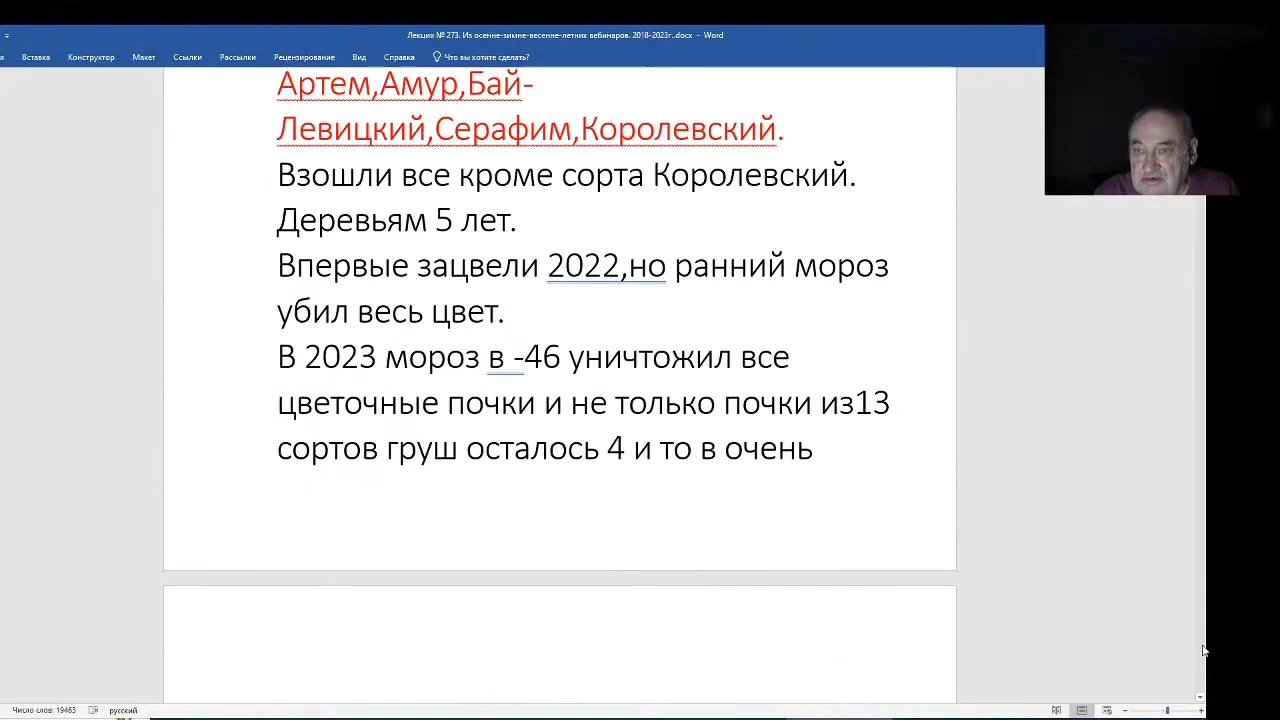 Лекция № 273. Из осенне-зимне-весенне-летних вебинаров. 2018-2023г..docx - Word
я Вставка Конструктор Макет Ссылки Рассылки Рецензирование Вид Справка Что вы хотите сделать?
Артем,Амур,Бай-
Левицкий,Серафим,Королевский.
Взошли все кроме сорта Королевский.
Деревьям 5 лет.
Впервые зацвели 2022,но ранний мороз
убил весь цвет.
В 2023 мороз в -46 уничтожил все
цветочные почки и не только почки из13
сортов груш осталось 4 и то в очень
Число слов: 19463 русский